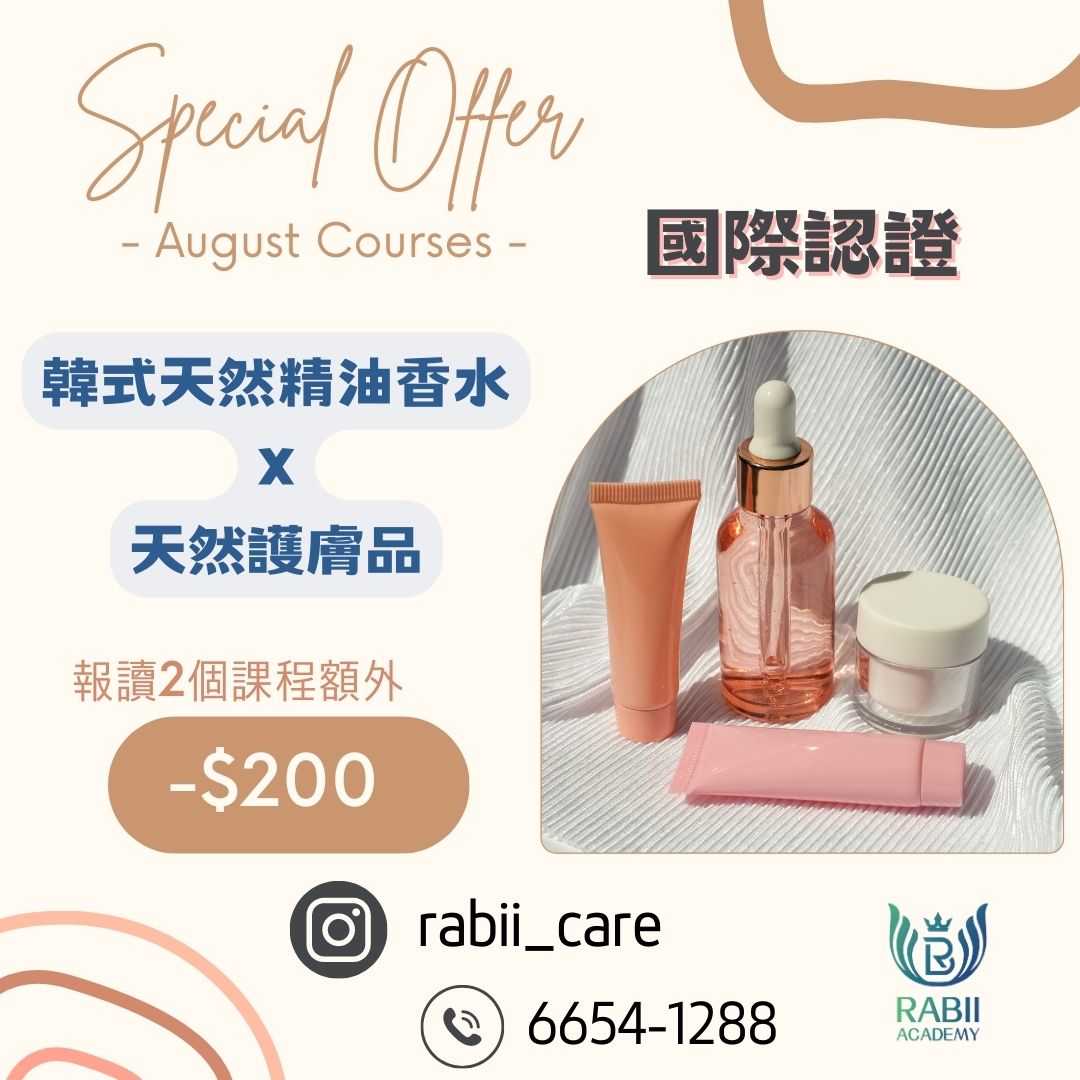 Special Offer
- August Courses -
國際認證
韓式天然精油香水
x
天然護膚品
報讀2個課程額外
-$200
rabii_care
6654-1288
RABII
ACADEMY